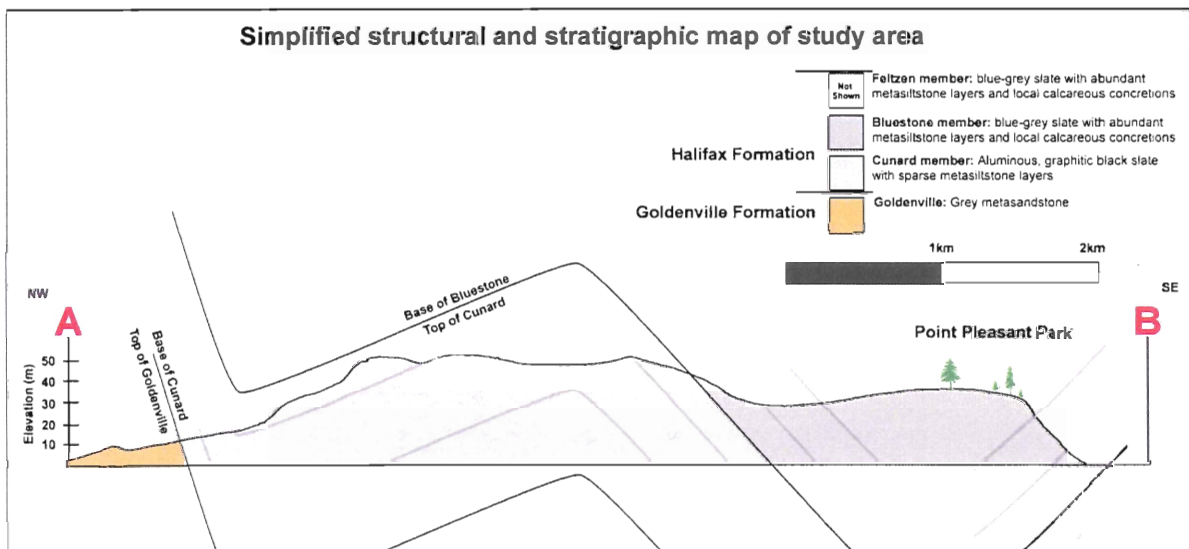 Simplified structural and stratigraphic map of study area
Not
Shown
Feltzen member: blue-grey slate with abundant
metasiltstone layers and local calcareous concretions
Bluestone member: blue-grey slate with abundant
metasiltstone layers and local calcareous concretions
Halifax Formation
Cunard member: Aluminous, graphitic black slate
with sparse metasiltstone layers
Goldenville Formation
Goldenville: Grey metasandstone
1km
2km
NW
SE
A
B
Base of Bluestone
Top of Cunard
Base of Cunard
Top of Goldenville
Point Pleasant Park
Elevation (m)
50
40
30
20
10